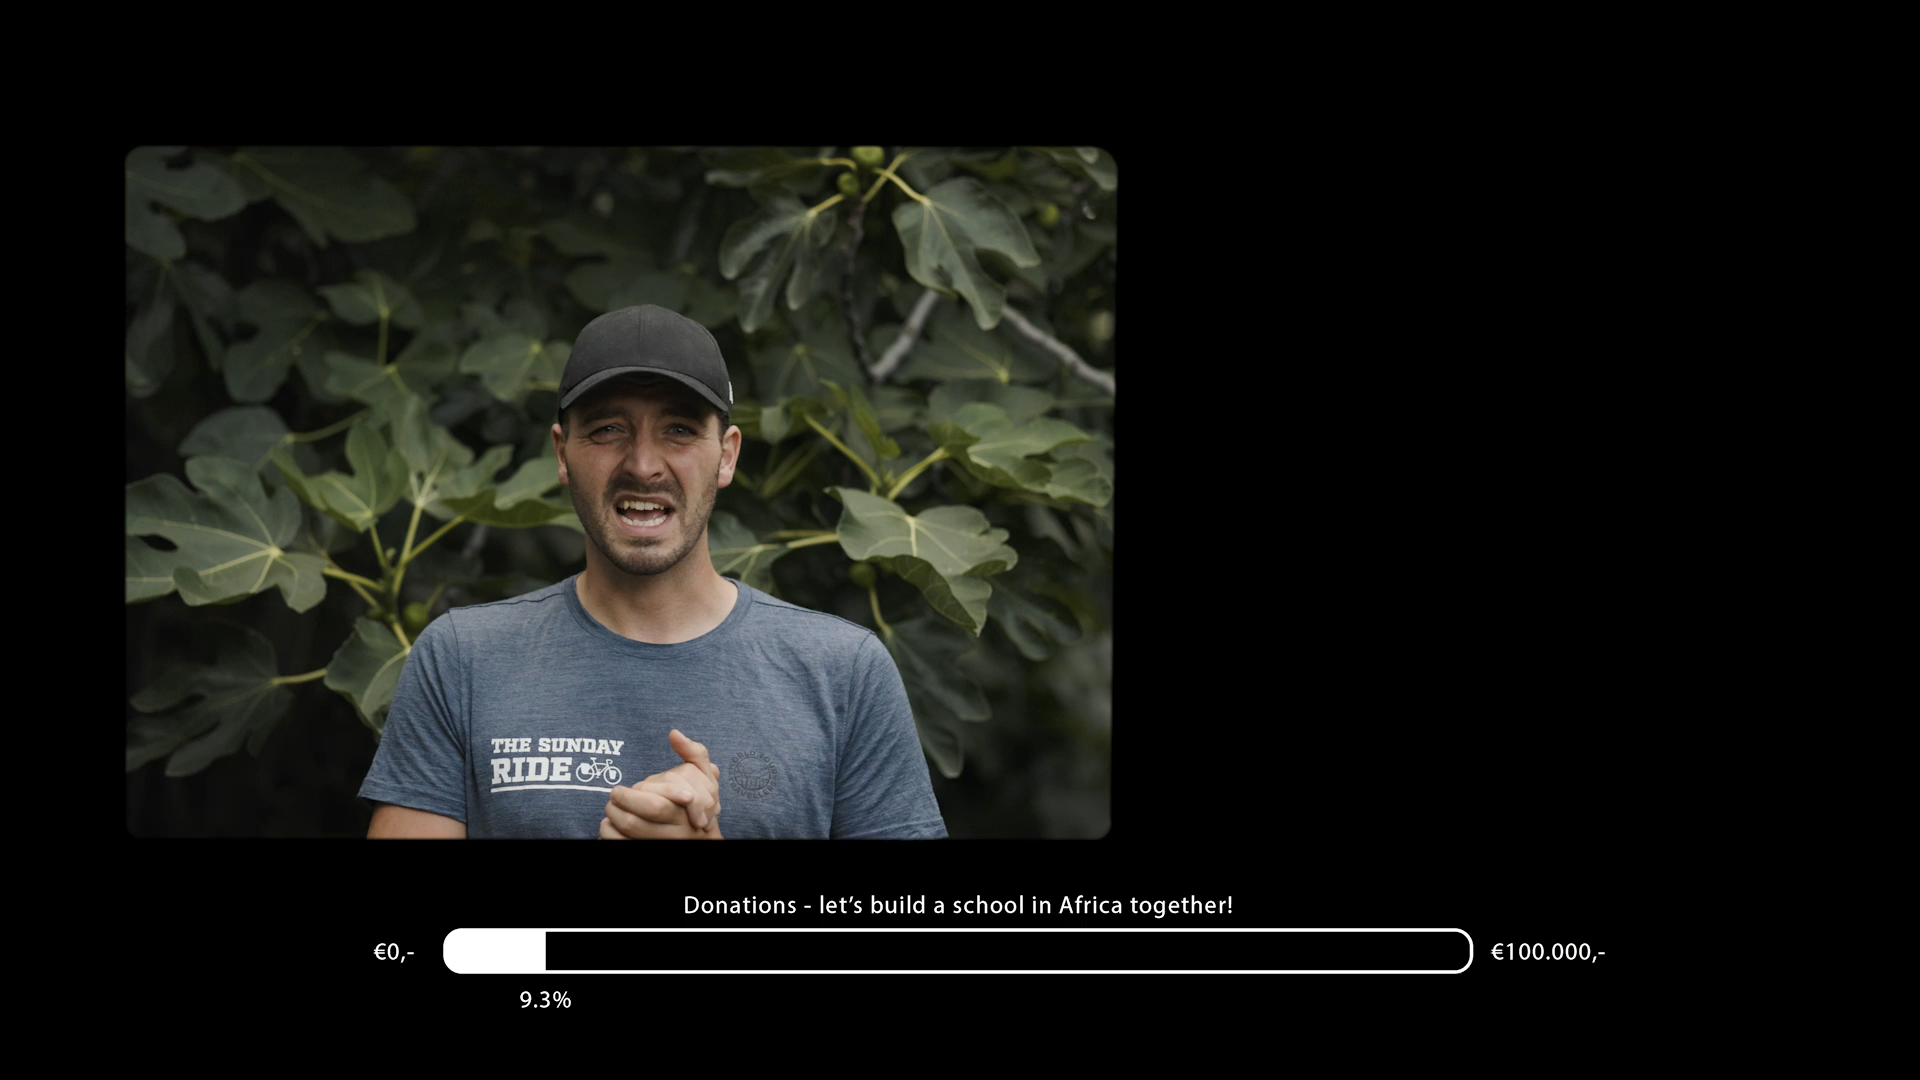 THE SUNDAY
RIDE
Donations - let's build a school in Africa together!
€0,-
€100.000,-
9.3%